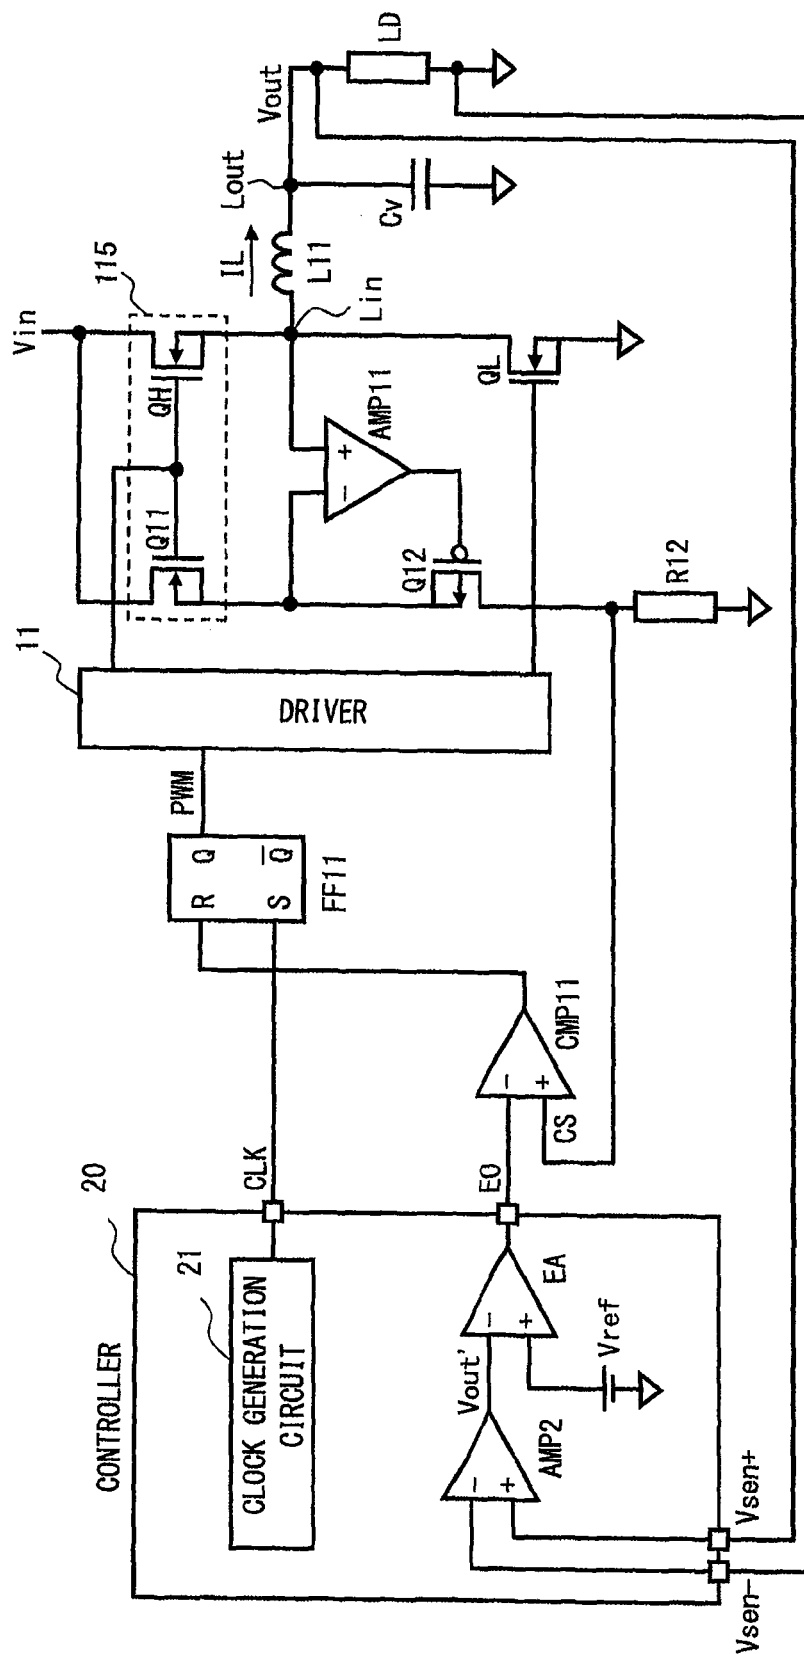 CONTROLLER
20
CLOCK GENERATION
CIRCUIT
21
CLK
R
Q
S
Q̅
FF11
PWM
11
DRIVER
Vin
115
Q11
QH
IL
L11
Lin
Lout
Vout
LD
Cv
AMP11
+
−
Q12
QL
R12
CMP11
−
+
CS
EO
EA
−
+
Vref
Vout'
AMP2
−
+
Vsen+
Vsen−